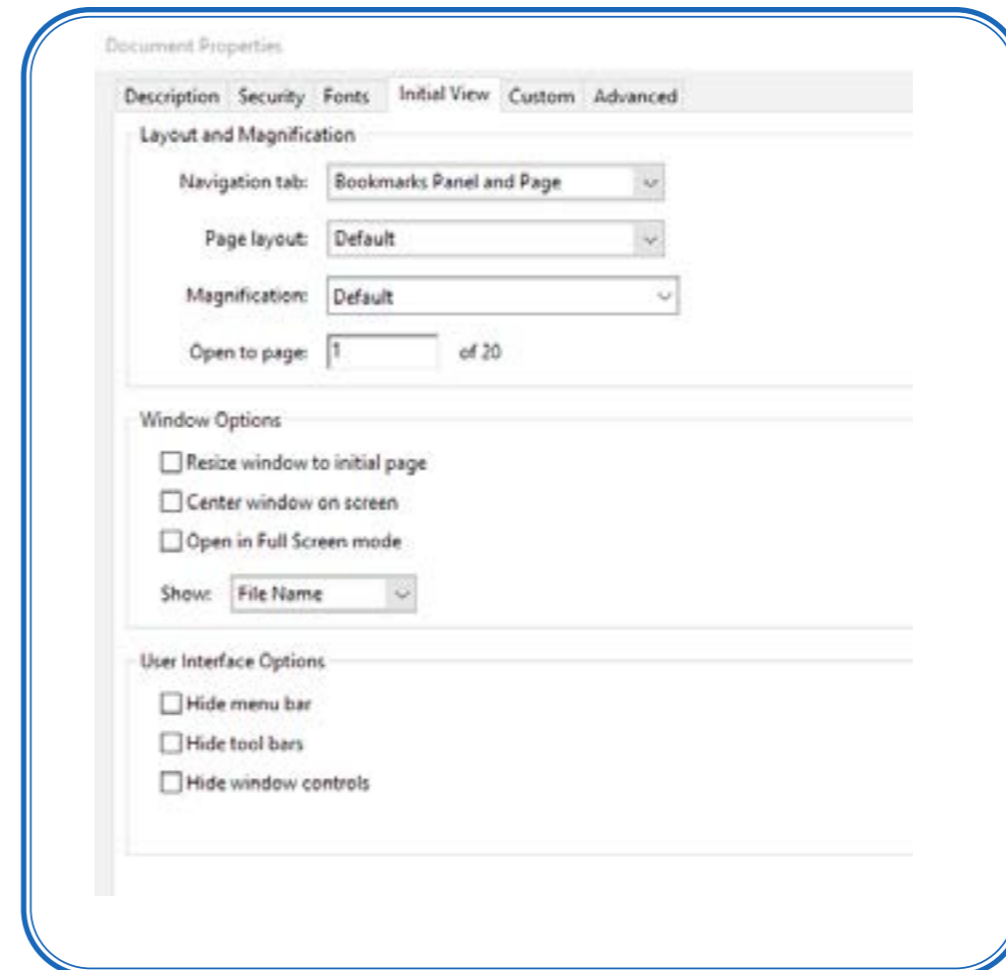 Document Properties
Description Security Fonts Initial View Custom Advanced
Layout and Magnification
Navigation tab: Bookmarks Panel and Page
Page layout: Default
Magnification: Default
Open to page: 1 of 20
Window Options
Resize window to initial page
Center window on screen
Open in Full Screen mode
Show: File Name
User Interface Options
Hide menu bar
Hide tool bars
Hide window controls